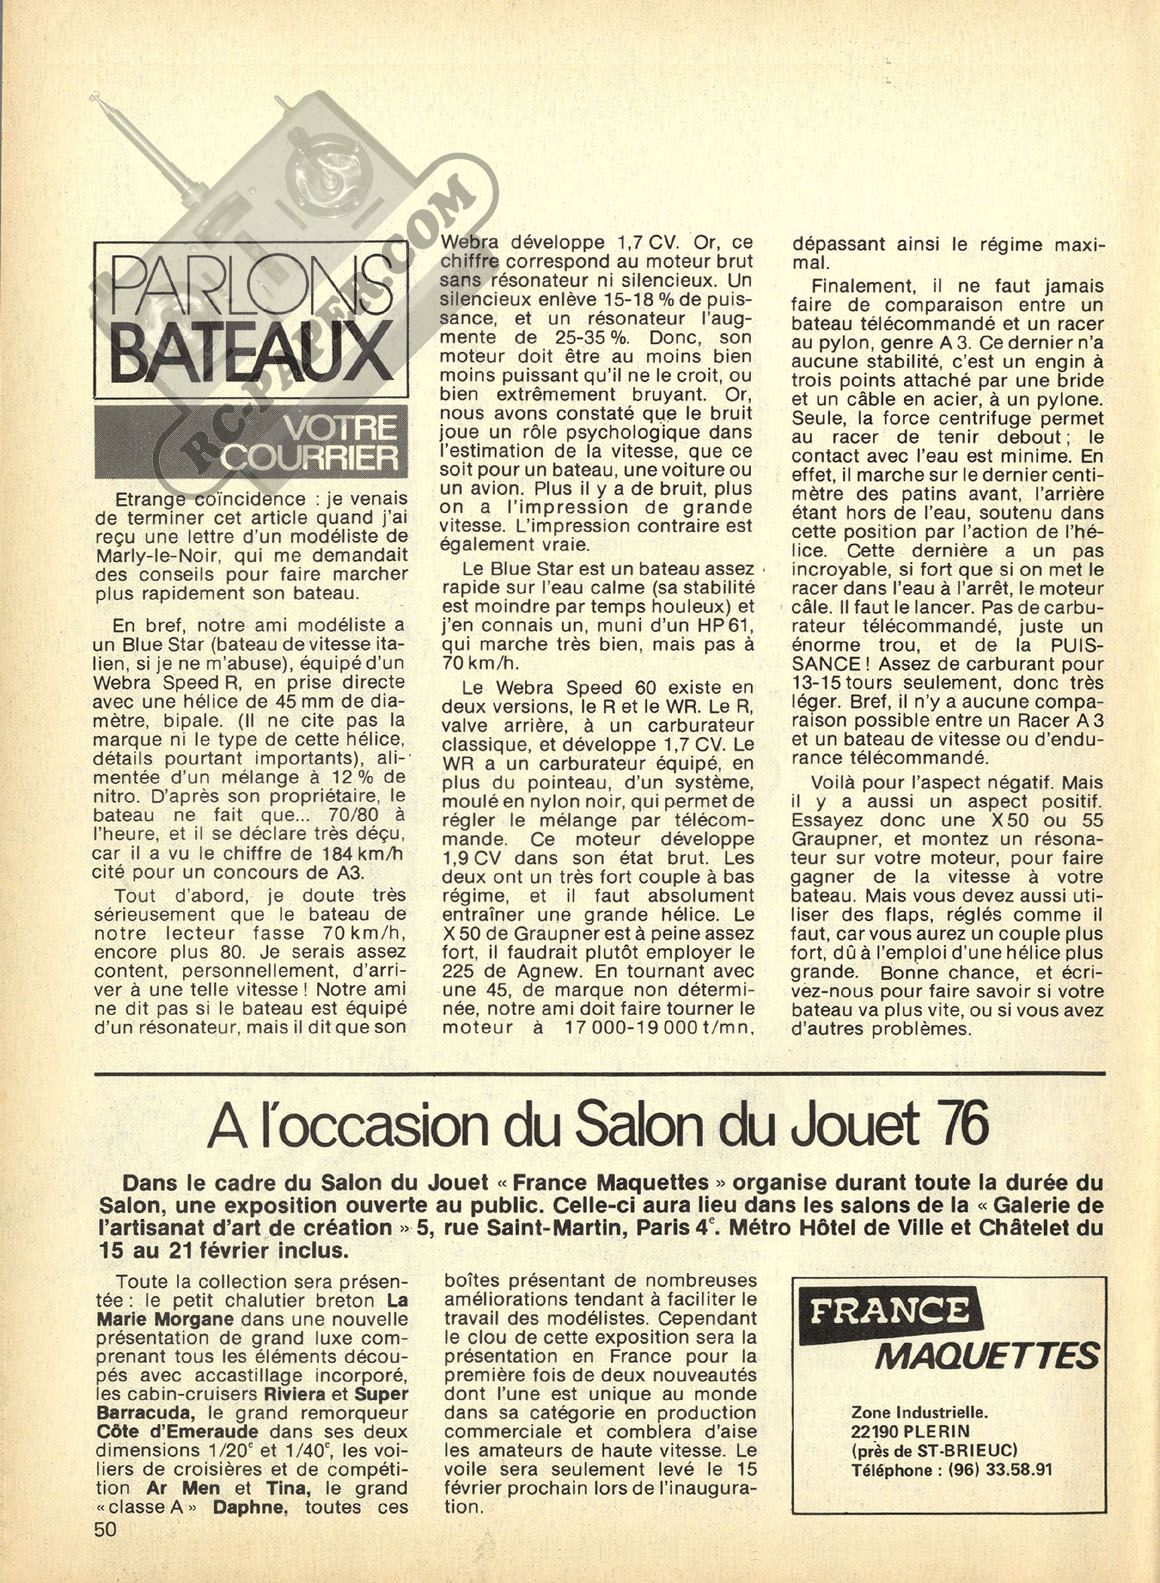 PARLONS
BATEAUX
VOTRE
COURRIER
RC-PAPER.COM
Etrange coïncidence : je venais
de terminer cet article quand j'ai
reçu une lettre d'un modéliste de
Marly-le-Noir, qui me demandait
des conseils pour faire marcher
plus rapidement son bateau.
En bref, notre ami modéliste a
un Blue Star (bateau de vitesse ita-
lien, si je ne m'abuse), équipé d'un
Webra Speed R, en prise directe
avec une hélice de 45 mm de dia-
mètre, bipale. (Il ne cite pas la
marque ni le type de cette hélice,
détails pourtant importants), ali-
mentée d'un mélange à 12 % de
nitro. D'après son propriétaire, le
bateau ne fait que... 70/80 à
l'heure, et il se déclare très déçu,
car il a vu le chiffre de 184 km/h
cité pour un concours de A3.
Tout d'abord, je doute très
sérieusement que le bateau de
notre lecteur fasse 70 km/h,
encore plus 80. Je serais assez
content, personnellement, d'arri-
ver à une telle vitesse ! Notre ami
ne dit pas si le bateau est équipé
d'un résonateur, mais il dit que son
Webra développe 1,7 CV. Or, ce
chiffre correspond au moteur brut
sans résonateur ni silencieux. Un
silencieux enlève 15-18 % de puis-
sance, et un résonateur l'aug-
mente de 25-35 %. Donc, son
moteur doit être au moins bien
moins puissant qu'il ne le croit, ou
bien extrêmement bruyant. Or,
nous avons constaté que le bruit
joue un rôle psychologique dans
l'estimation de la vitesse, que ce
soit pour un bateau, une voiture ou
un avion. Plus il y a de bruit, plus
on a l'impression de grande
vitesse. L'impression contraire est
également vraie.
Le Blue Star est un bateau assez
rapide sur l'eau calme (sa stabilité
est moindre par temps houleux) et
j'en connais un, muni d'un HP 61,
qui marche très bien, mais pas à
70 km/h.
Le Webra Speed 60 existe en
deux versions, le R et le WR. Le R,
valve arrière, à un carburateur
classique, et développe 1,7 CV. Le
WR a un carburateur équipé, en
plus du pointeau, d'un système,
moulé en nylon noir, qui permet de
régler le mélange par télécom-
mande. Ce moteur développe
1,9 CV dans son état brut. Les
deux ont un très fort couple à bas
régime, et il faut absolument
entraîner une grande hélice. Le
X 50 de Graupner est à peine assez
fort, il faudrait plutôt employer le
225 de Agnew. En tournant avec
une 45, de marque non détermi-
née, notre ami doit faire tourner le
moteur à 17 000-19 000 t/mn,
dépassant ainsi le régime maxi-
mal.
Finalement, il ne faut jamais
faire de comparaison entre un
bateau télécommandé et un racer
au pylon, genre A 3. Ce dernier n'a
aucune stabilité, c'est un engin à
trois points attaché par une bride
et un câble en acier, à un pylone.
Seule, la force centrifuge permet
au racer de tenir debout ; le
contact avec l'eau est minime. En
effet, il marche sur le dernier centi-
mètre des patins avant, l'arrière
étant hors de l'eau, soutenu dans
cette position par l'action de l'hé-
lice. Cette dernière a un pas
incroyable, si fort que si on met le
racer dans l'eau à l'arrêt, le moteur
câle. Il faut le lancer. Pas de carbu-
rateur télécommandé, juste un
énorme trou, et de la PUIS-
SANCE ! Assez de carburant pour
13-15 tours seulement, donc très
léger. Bref, il n'y a aucune compa-
raison possible entre un Racer A 3
et un bateau de vitesse ou d'endu-
rance télécommandé.
Voilà pour l'aspect négatif. Mais
il y a aussi un aspect positif.
Essayez donc une X 50 ou 55
Graupner, et montez un résona-
teur sur votre moteur, pour faire
gagner de la vitesse à votre
bateau. Mais vous devez aussi uti-
liser des flaps, réglés comme il
faut, car vous aurez un couple plus
fort, dû à l'emploi d'une hélice plus
grande. Bonne chance, et écri-
vez-nous pour faire savoir si votre
bateau va plus vite, ou si vous avez
d'autres problèmes.
A l'occasion du Salon du Jouet 76
Dans le cadre du Salon du Jouet « France Maquettes » organise durant toute la durée du
Salon, une exposition ouverte au public. Celle-ci aura lieu dans les salons de la « Galerie de
l'artisanat d'art de création » 5, rue Saint-Martin, Paris 4e. Métro Hôtel de Ville et Châtelet du
15 au 21 février inclus.
Toute la collection sera présen-
tée : le petit chalutier breton La
Marie Morgane dans une nouvelle
présentation de grand luxe com-
prenant tous les éléments décou-
pés avec accastillage incorporé,
les cabin-cruisers Riviera et Super
Barracuda, le grand remorqueur
Côte d'Emeraude dans ses deux
dimensions 1/20e et 1/40e, les voi-
liers de croisières et de compéti-
tion Ar Men et Tina, le grand
« classe A » Daphne, toutes ces
boîtes présentant de nombreuses
améliorations tendant à faciliter le
travail des modélistes. Cependant
le clou de cette exposition sera la
présentation en France pour la
première fois de deux nouveautés
dont l'une est unique au monde
dans sa catégorie en production
commerciale et comblera d'aise
les amateurs de haute vitesse. Le
voile sera seulement levé le 15
février prochain lors de l'inaugura-
tion.
FRANCE
MAQUETTES
Zone Industrielle.
22190 PLERIN
(près de ST-BRIEUC)
Téléphone : (96) 33.58.91
50